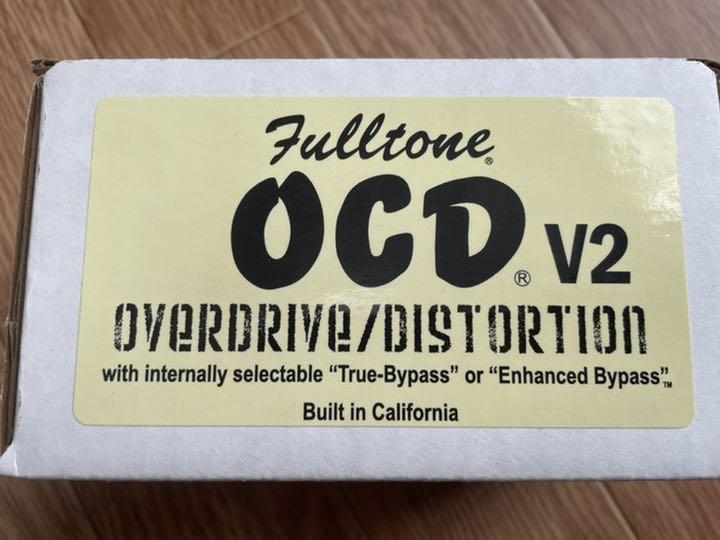 Fulltone®
OCD® V2
OVERDRIVE/DISTORTION
with internally selectable “True-Bypass” or “Enhanced Bypass”™
Built in California